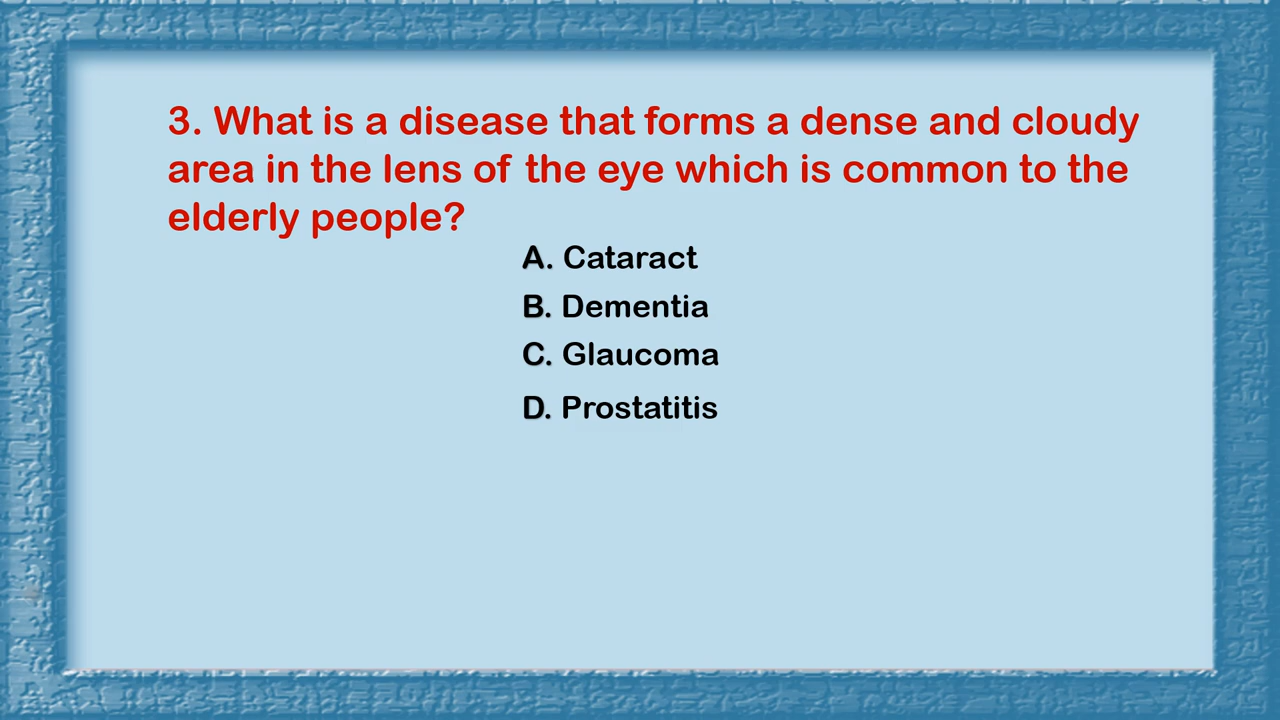 3. What is a disease that forms a dense and cloudy
area in the lens of the eye which is common to the
elderly people?
A. Cataract
B. Dementia
C. Glaucoma
D. Prostatitis